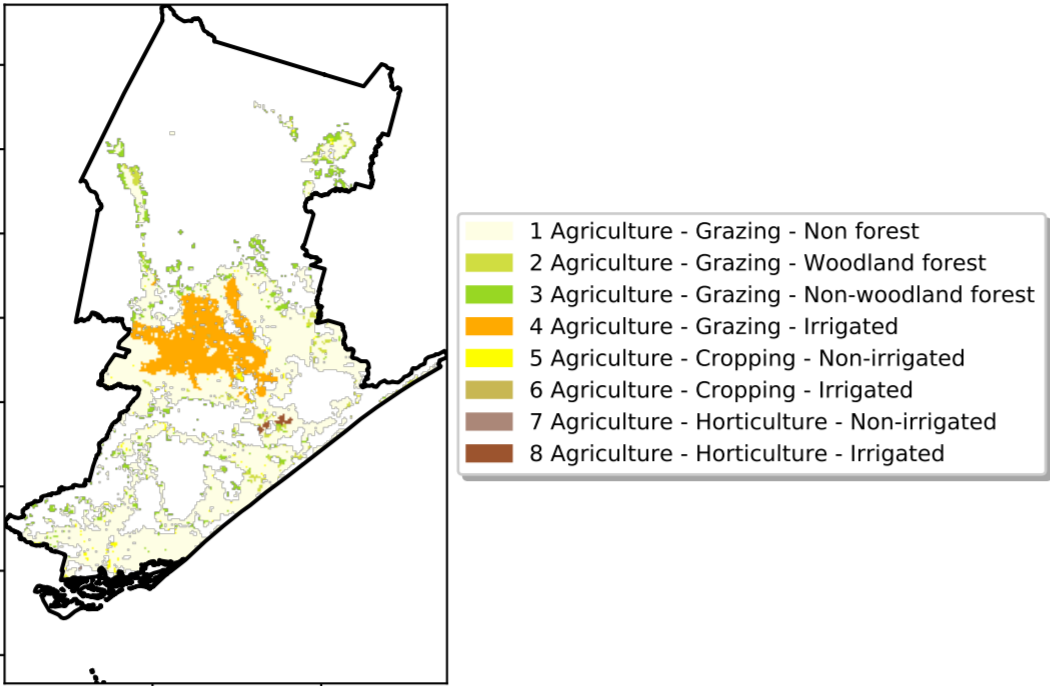 1 Agriculture - Grazing - Non forest
2 Agriculture - Grazing - Woodland forest
3 Agriculture - Grazing - Non-woodland forest
4 Agriculture - Grazing - Irrigated
5 Agriculture - Cropping - Non-irrigated
6 Agriculture - Cropping - Irrigated
7 Agriculture - Horticulture - Non-irrigated
8 Agriculture - Horticulture - Irrigated